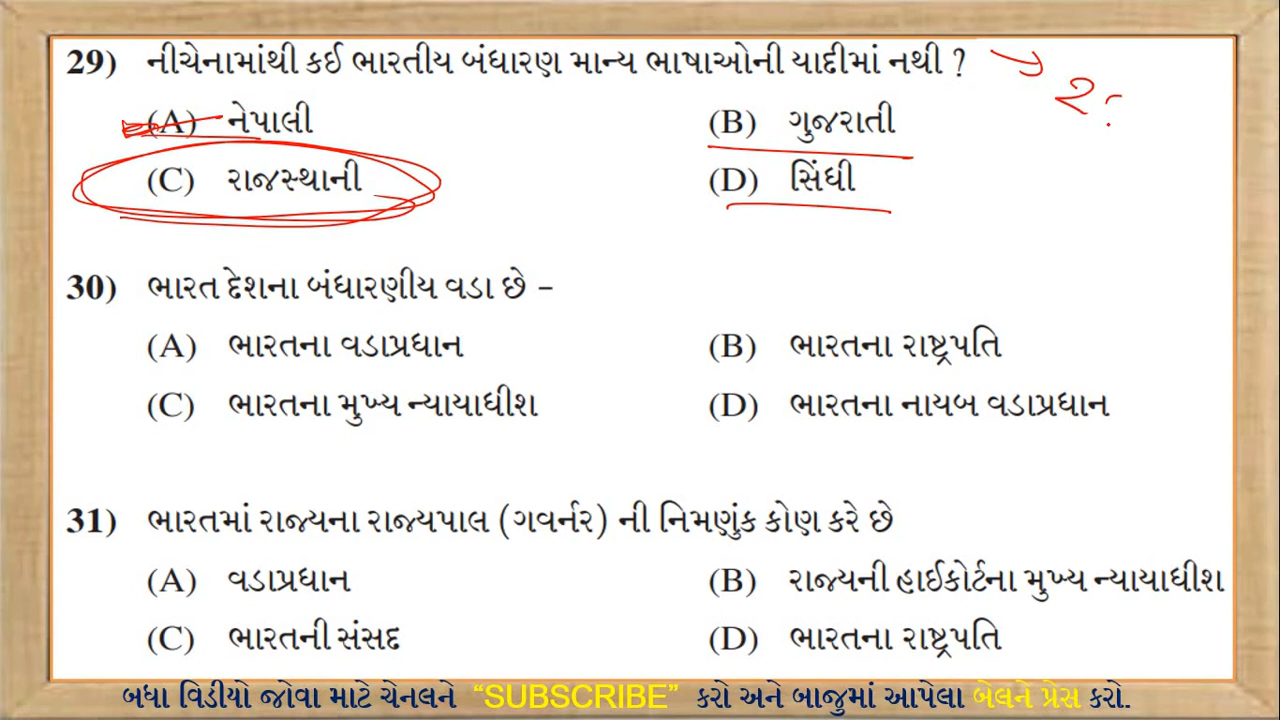 29) નીચેનામાંથી કઈ ભારતીય બંધારણ માન્ય ભાષાઓની યાદીમાં નથી ?
(A) નેપાલી (B) ગુજરાતી
(C) રાજસ્થાની (D) સિંધી
30) ભારત દેશના બંધારણીય વડા છે –
(A) ભારતના વડાપ્રધાન (B) ભારતના રાષ્ટ્રપતિ
(C) ભારતના મુખ્ય ન્યાયાધીશ (D) ભારતના નાયબ વડાપ્રધાન
31) ભારતમાં રાજ્યના રાજ્યપાલ (ગવર્નર) ની નિમણુંક કોણ કરે છે
(A) વડાપ્રધાન (B) રાજ્યની હાઈકોર્ટના મુખ્ય ન્યાયાધીશ
(C) ભારતની સંસદ (D) ભારતના રાષ્ટ્રપતિ
બધા વિડીયો જોવા માટે ચેનલને “SUBSCRIBE” કરો અને બાજુમાં આપેલા બેલને પ્રેસ કરો.